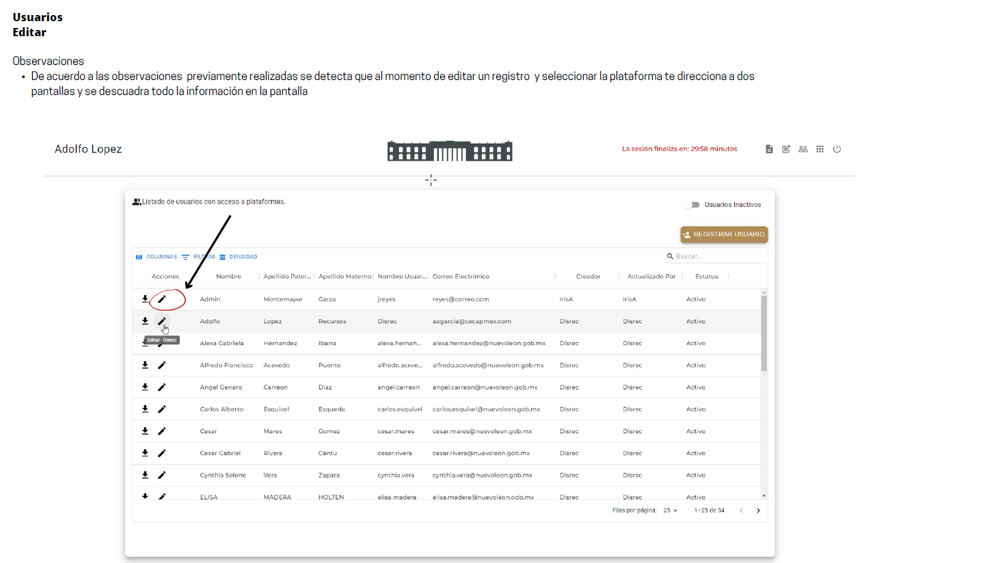 Usuarios
Editar
Observaciones
• De acuerdo a las observaciones previamente realizadas se detecta que al momento de editar un registro y seleccionar la plataforma te direcciona a dos
pantallas y se descuadra todo la información en la pantalla
Adolfo Lopez
La sesión finaliza en: 29:58 minutos
Listado de usuarios con acceso a plataformas.
Usuarios Inactivos
REGISTRAR USUARIO
COLUMNAS FILTROS DENSIDAD
Buscar...
Acciones Nombre Apellido Pater... Apellido Materno Nombre Usuar... Correo Electrónico Creador Actualizado Por Estatus
Admin Montemayor Garza jreyes reyes@correo.com IrisA IrisA Activo
Adolfo Lopez Recursos Disrec aagarcia@cecapmex.com Disrec Disrec Activo
Editar - Disrec
Alexa Gabriela Hernandez Ibarra alexa.hernan... alexa.hernandez@nuevoleon.gob.mx Disrec Disrec Activo
Alfredo Francisco Acevedo Puente alfredo.aceve... alfredo.acevedo@nuevoleon.gob.mx Disrec Disrec Activo
Angel Genaro Carreon Diaz angel.carreon angel.carreon@nuevoleon.gob.mx Disrec Disrec Activo
Carlos Alberto Esquivel Esqueda carlos.esquivel carlos.esquivel@nuevoleon.gob.mx Disrec Disrec Activo
Cesar Mares Gomez cesar.mares cesar.mares@nuevoleon.gob.mx Disrec Disrec Activo
Cesar Gabriel Rivera Cantu cesar.rivera cesar.rivera@nuevoleon.gob.mx Disrec Disrec Activo
Cynthia Selene Vera Zapata cynthia.vera cynthia.vera@nuevoleon.gob.mx Disrec Disrec Activo
ELISA MADERA HOLTEN elisa.madera elisa.madera@nuevoleon.gob.mx Disrec Disrec Activo
Filas por página: 25 1–25 de 54